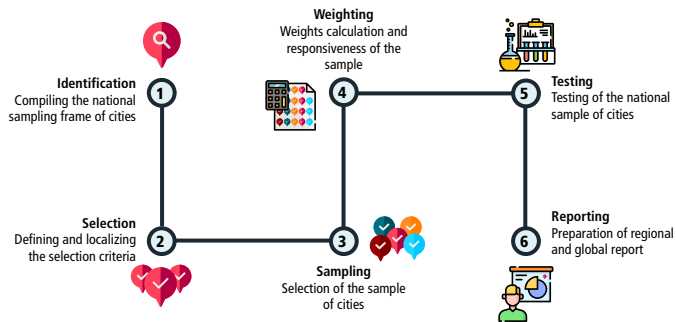 1
Identification
Compiling the national
sampling frame of cities
2
Selection
Defining and localizing
the selection criteria
3
Sampling
Selection of the sample
of cities
Weighting
Weights calculation and
responsiveness of the
sample
4
5
Testing
Testing of the national
sample of cities
6
Reporting
Preparation of regional
and global report